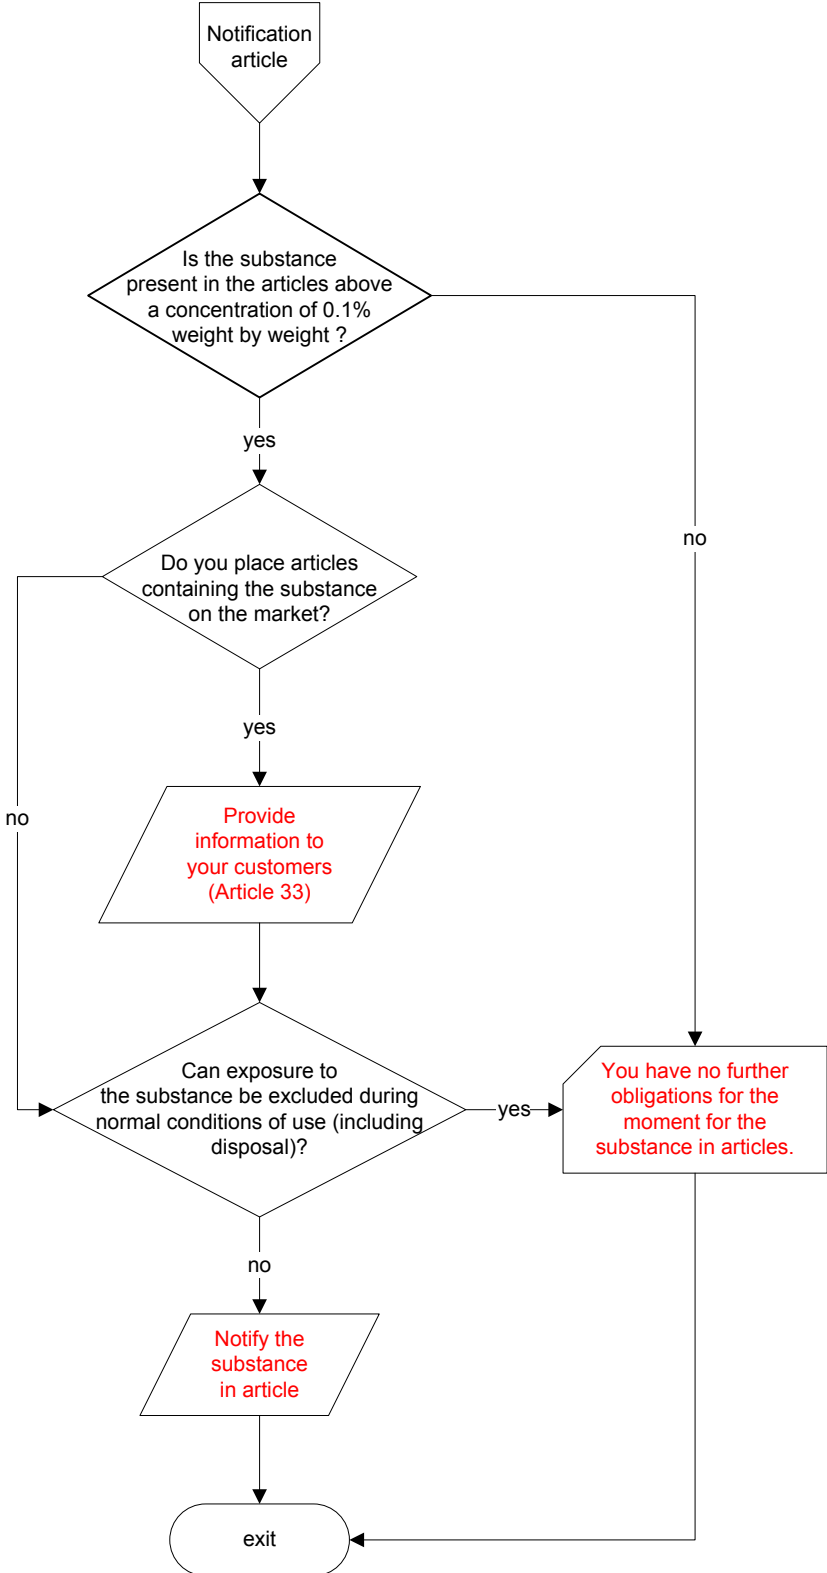 Notification
article
Is the substance
present in the articles above
a concentration of 0.1%
weight by weight ?
yes
no
Do you place articles
containing the substance
on the market?
yes
no
Provide
information to
your customers
(Article 33)
Can exposure to
the substance be excluded during
normal conditions of use (including
disposal)?
yes
You have no further
obligations for the
moment for the
substance in articles.
no
Notify the
substance
in article
exit